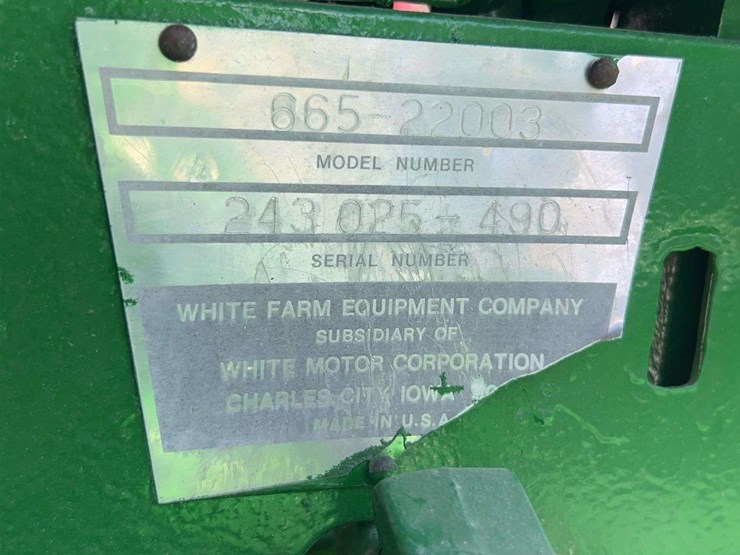 665-22003
MODEL NUMBER
243 025-490
SERIAL NUMBER
WHITE FARM EQUIPMENT COMPANY
SUBSIDIARY OF
WHITE MOTOR CORPORATION
CHARLES CITY IOWA
MADE IN U.S.A